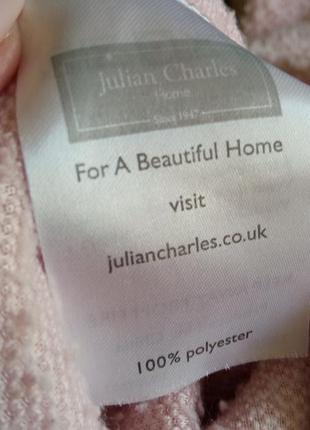 Julian Charles
Home
Since 1947
For A Beautiful Home
visit
juliancharles.co.uk
100% polyester